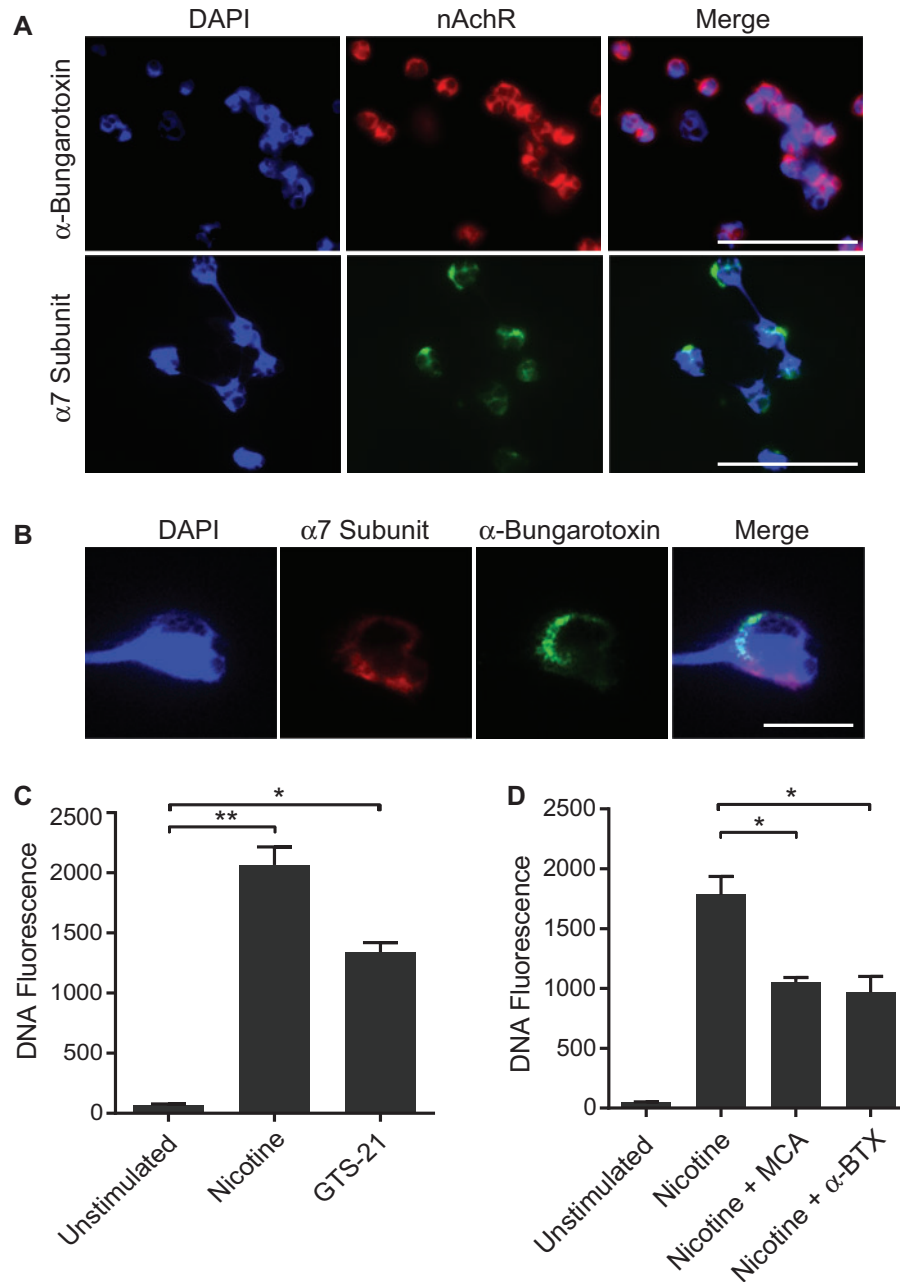 A
DAPI
nAchR
Merge
α-Bungarotoxin
α7 Subunit
B
DAPI
α7 Subunit
α-Bungarotoxin
Merge
C
DNA Fluorescence
2500
2000
1500
1000
500
0
*
**
Unstimulated
Nicotine
GTS-21
D
DNA Fluorescence
2500
2000
1500
1000
500
0
*
*
Unstimulated
Nicotine
Nicotine + MCA
Nicotine + α-BTX